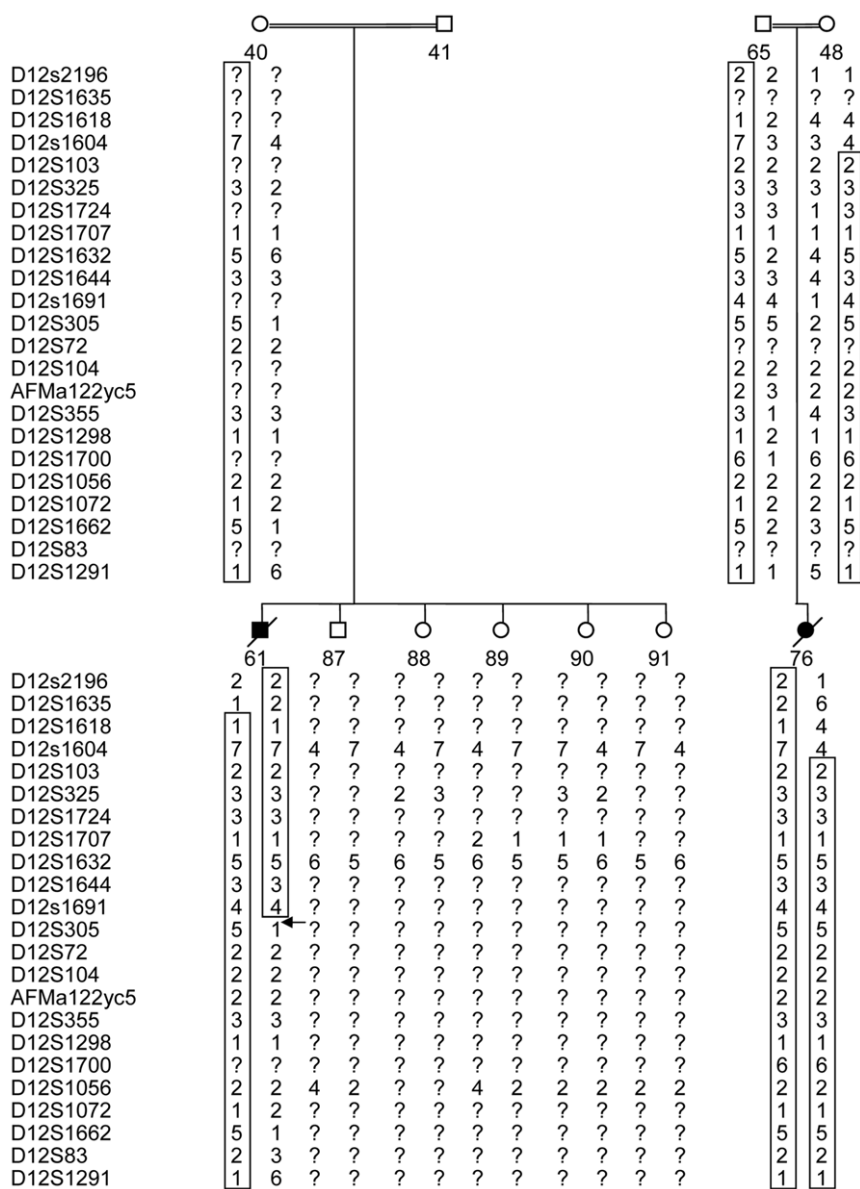 40 41 65 48
D12s2196 ? ? 2 2 1 1
D12S1635 ? ? ? ? ? ?
D12S1618 ? ? 1 2 4 4
D12s1604 7 4 7 3 3 4
D12S103 ? ? 2 2 2 2
D12S325 3 2 3 3 3 3
D12S1724 ? ? 3 3 1 3
D12S1707 1 1 1 1 1 1
D12S1632 5 6 5 2 4 5
D12S1644 3 3 3 3 4 3
D12s1691 ? ? 4 4 1 4
D12S305 5 1 5 5 2 5
D12S72 2 2 ? ? ? ?
D12S104 ? ? 2 2 2 2
AFMa122yc5 ? ? 2 3 2 2
D12S355 3 3 3 1 4 3
D12S1298 1 1 1 2 1 1
D12S1700 ? ? 6 1 6 6
D12S1056 2 2 2 2 2 2
D12S1072 1 2 1 2 2 1
D12S1662 5 1 5 2 3 5
D12S83 ? ? ? ? ? ?
D12S1291 1 6 1 1 5 1
61 87 88 89 90 91 76
D12s2196 2 2 ? ? ? ? ? ? ? ? ? ? 2 1
D12S1635 1 2 ? ? ? ? ? ? ? ? ? ? 2 6
D12S1618 1 1 ? ? ? ? ? ? ? ? ? ? 1 4
D12s1604 7 7 4 7 4 7 4 7 7 4 7 4 7 4
D12S103 2 2 ? ? ? ? ? ? ? ? ? ? 2 2
D12S325 3 3 ? ? 2 3 ? ? 3 2 ? ? 3 3
D12S1724 3 3 ? ? ? ? ? ? ? ? ? ? 3 3
D12S1707 1 1 ? ? ? ? 2 1 1 1 ? ? 1 1
D12S1632 5 5 6 5 6 5 6 5 5 6 5 6 5 5
D12S1644 3 3 ? ? ? ? ? ? ? ? ? ? 3 3
D12s1691 4 4 ? ? ? ? ? ? ? ? ? ? 4 4
D12S305 5 1 ? ? ? ? ? ? ? ? ? ? 5 5
D12S72 2 2 ? ? ? ? ? ? ? ? ? ? 2 2
D12S104 2 2 ? ? ? ? ? ? ? ? ? ? 2 2
AFMa122yc5 2 2 ? ? ? ? ? ? ? ? ? ? 2 2
D12S355 3 3 ? ? ? ? ? ? ? ? ? ? 3 3
D12S1298 1 1 ? ? ? ? ? ? ? ? ? ? 1 1
D12S1700 ? ? ? ? ? ? ? ? ? ? ? ? 6 6
D12S1056 2 2 4 2 ? ? 4 2 2 2 2 2 2 2
D12S1072 1 2 ? ? ? ? ? ? ? ? ? ? 1 1
D12S1662 5 1 ? ? ? ? ? ? ? ? ? ? 5 5
D12S83 2 3 ? ? ? ? ? ? ? ? ? ? 2 2
D12S1291 1 6 ? ? ? ? ? ? ? ? ? ? 1 1